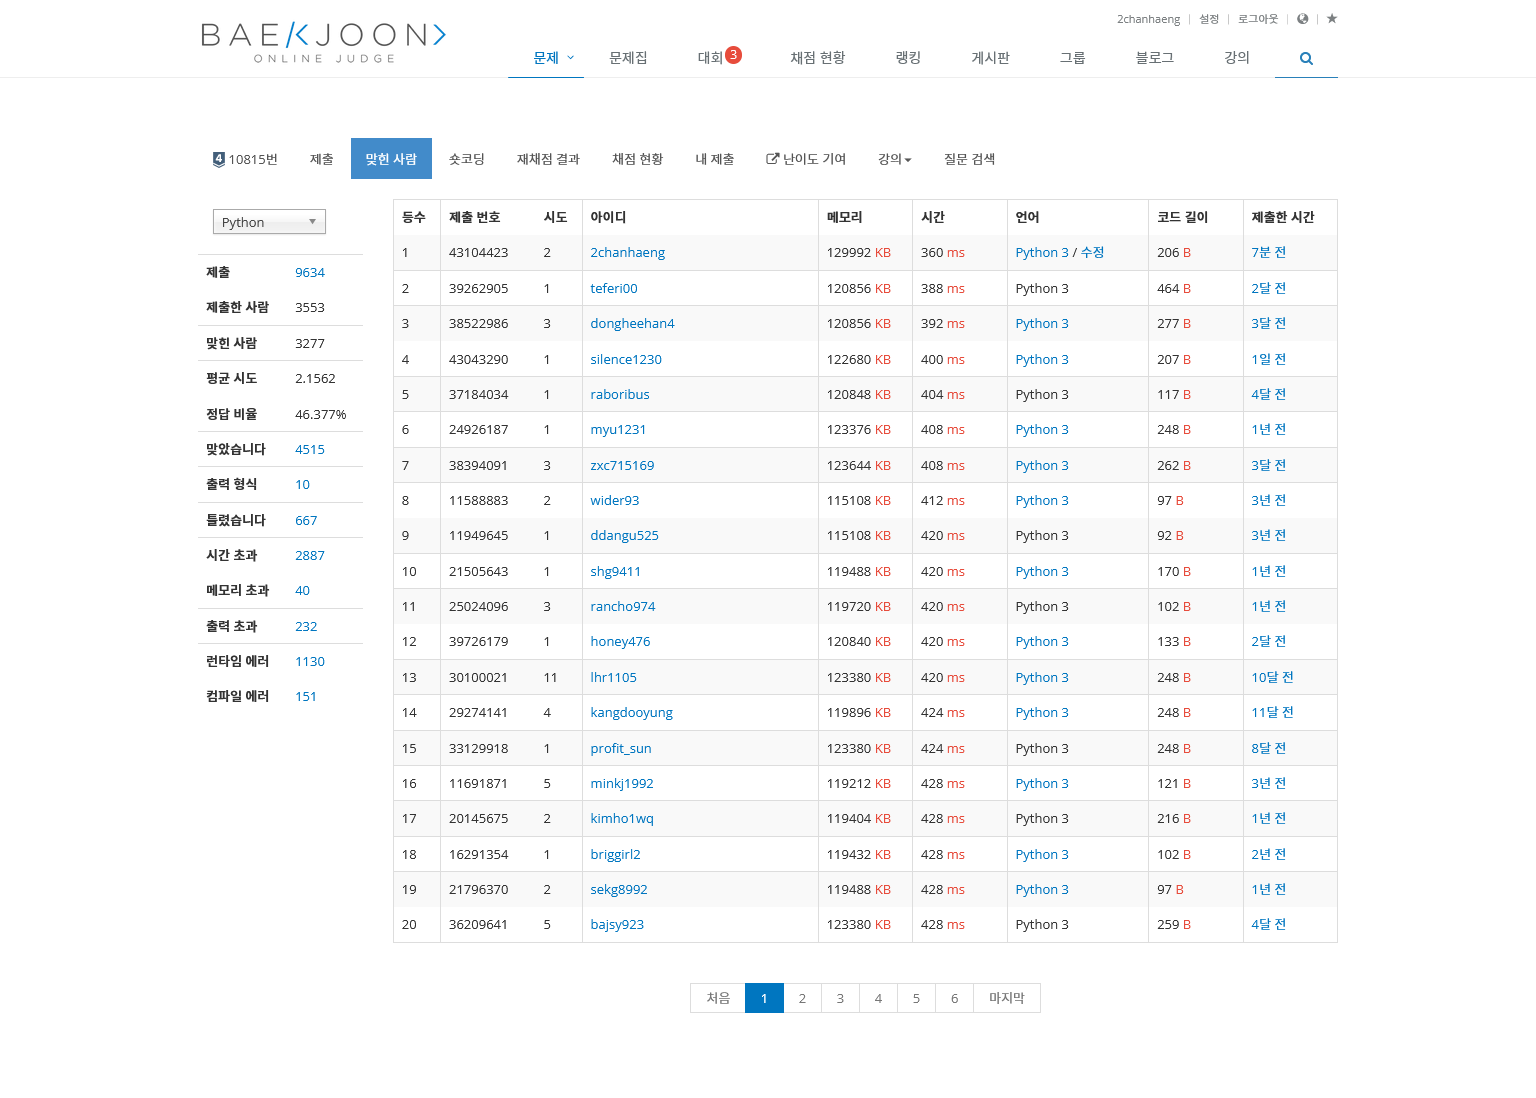 2chanhaeng 설정 로그아웃
BAE/<JOON>
ONLINE JUDGE
문제 문제집 대회 3 채점 현황 랭킹 게시판 그룹 블로그 강의
4 10815번 제출 맞힌 사람 숏코딩 재채점 결과 채점 현황 내 제출 난이도 기여 강의 질문 검색
Python
제출 9634
제출한 사람 3553
맞힌 사람 3277
평균 시도 2.1562
정답 비율 46.377%
맞았습니다 4515
출력 형식 10
틀렸습니다 667
시간 초과 2887
메모리 초과 40
출력 초과 232
런타임 에러 1130
컴파일 에러 151
등수 제출 번호 시도 아이디 메모리 시간 언어 코드 길이 제출한 시간
1 43104423 2 2chanhaeng 129992 KB 360 ms Python 3 / 수정 206 B 7분 전
2 39262905 1 teferi00 120856 KB 388 ms Python 3 464 B 2달 전
3 38522986 3 dongheehan4 120856 KB 392 ms Python 3 277 B 3달 전
4 43043290 1 silence1230 122680 KB 400 ms Python 3 207 B 1일 전
5 37184034 1 raboribus 120848 KB 404 ms Python 3 117 B 4달 전
6 24926187 1 myu1231 123376 KB 408 ms Python 3 248 B 1년 전
7 38394091 3 zxc715169 123644 KB 408 ms Python 3 262 B 3달 전
8 11588883 2 wider93 115108 KB 412 ms Python 3 97 B 3년 전
9 11949645 1 ddangu525 115108 KB 420 ms Python 3 92 B 3년 전
10 21505643 1 shg9411 119488 KB 420 ms Python 3 170 B 1년 전
11 25024096 3 rancho974 119720 KB 420 ms Python 3 102 B 1년 전
12 39726179 1 honey476 120840 KB 420 ms Python 3 133 B 2달 전
13 30100021 11 lhr1105 123380 KB 420 ms Python 3 248 B 10달 전
14 29274141 4 kangdooyung 119896 KB 424 ms Python 3 248 B 11달 전
15 33129918 1 profit_sun 123380 KB 424 ms Python 3 248 B 8달 전
16 11691871 5 minkj1992 119212 KB 428 ms Python 3 121 B 3년 전
17 20145675 2 kimho1wq 119404 KB 428 ms Python 3 216 B 1년 전
18 16291354 1 briggirl2 119432 KB 428 ms Python 3 102 B 2년 전
19 21796370 2 sekg8992 119488 KB 428 ms Python 3 97 B 1년 전
20 36209641 5 bajsy923 123380 KB 428 ms Python 3 259 B 4달 전
처음 1 2 3 4 5 6 마지막